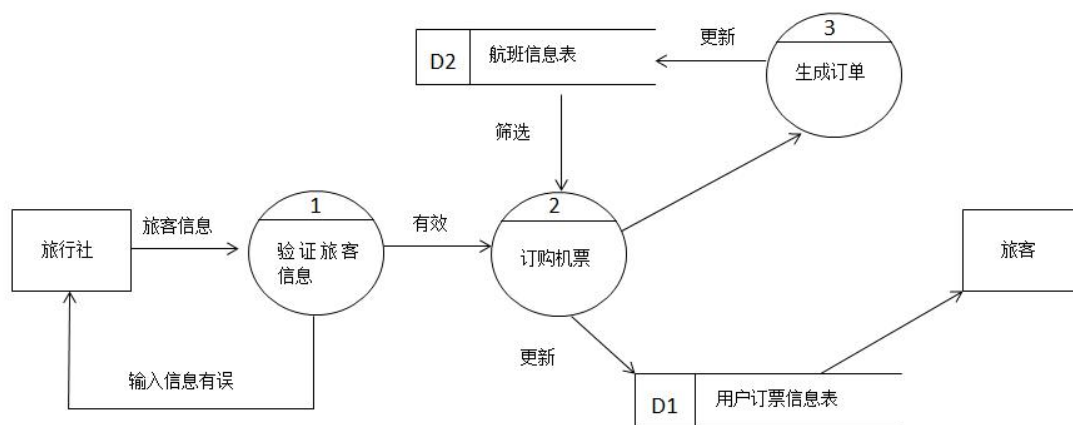 3
更新
D2
航班信息表
生成订单
筛选
1
2
旅客信息
有效
旅行社
验证旅客
信息
订购机票
旅客
更新
输入信息有误
D1
用户订票信息表